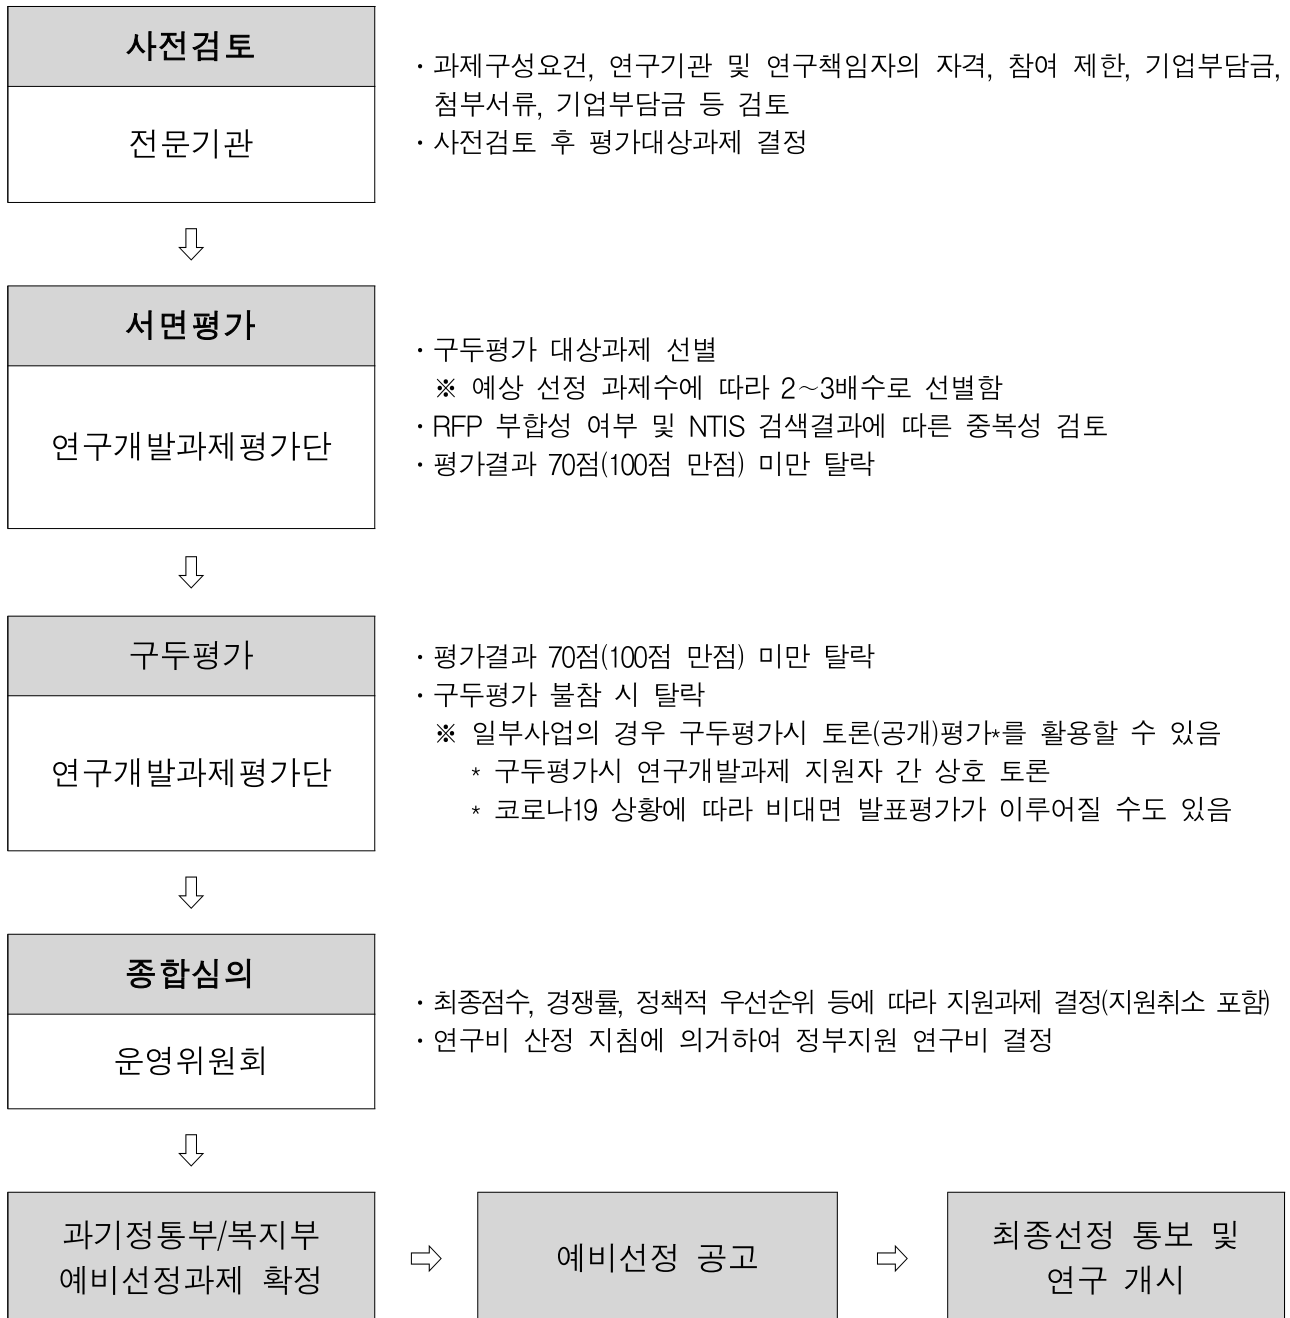 사전검토
전문기관
· 과제구성요건, 연구기관 및 연구책임자의 자격, 참여 제한, 기업부담금,
첨부서류, 기업부담금 등 검토
· 사전검토 후 평가대상과제 결정
⇩
서면평가
연구개발과제평가단
· 구두평가 대상과제 선별
※ 예상 선정 과제수에 따라 2~3배수로 선별함
· RFP 부합성 여부 및 NTIS 검색결과에 따른 중복성 검토
· 평가결과 70점(100점 만점) 미만 탈락
⇩
구두평가
연구개발과제평가단
· 평가결과 70점(100점 만점) 미만 탈락
· 구두평가 불참 시 탈락
※ 일부사업의 경우 구두평가시 토론(공개)평가*를 활용할 수 있음
* 구두평가시 연구개발과제 지원자 간 상호 토론
* 코로나19 상황에 따라 비대면 발표평가가 이루어질 수도 있음
⇩
종합심의
운영위원회
· 최종점수, 경쟁률, 정책적 우선순위 등에 따라 지원과제 결정(지원취소 포함)
· 연구비 산정 지침에 의거하여 정부지원 연구비 결정
⇩
과기정통부/복지부
예비선정과제 확정
⇨
예비선정 공고
⇨
최종선정 통보 및
연구 개시